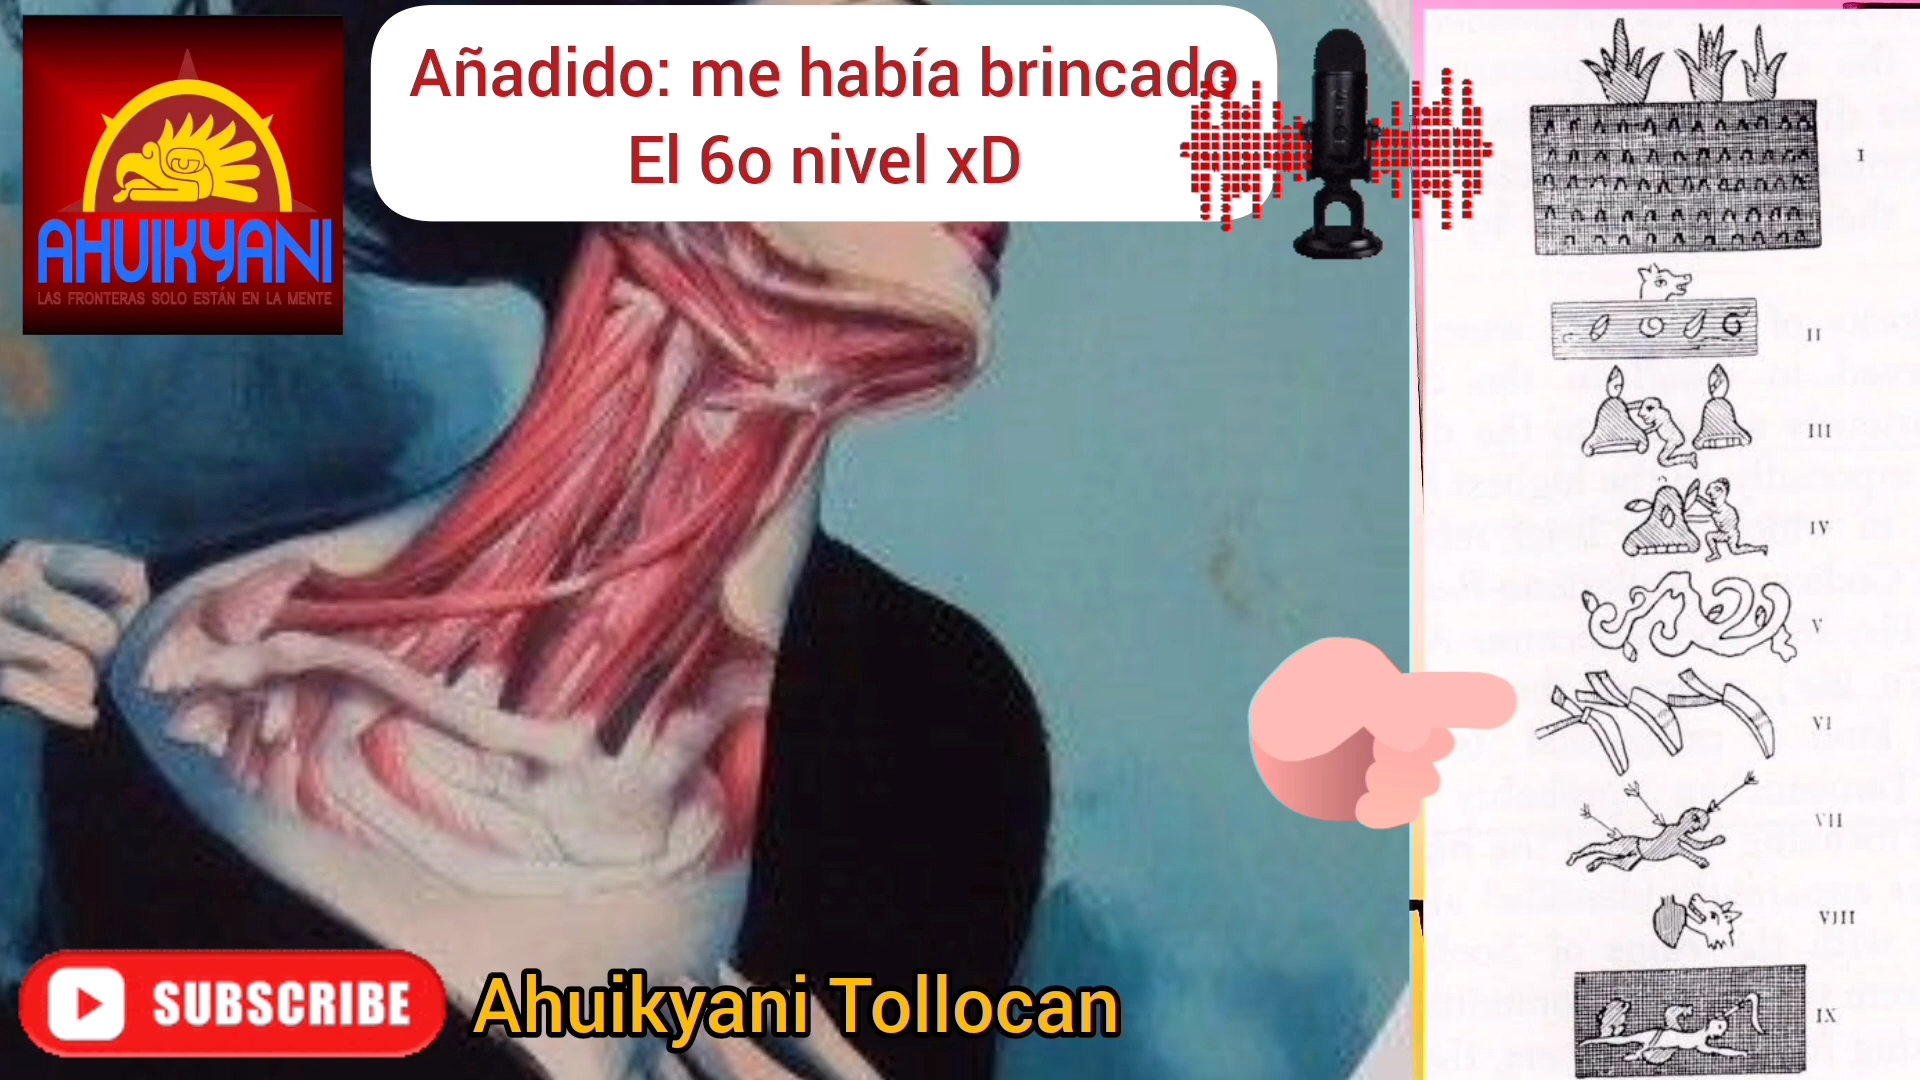 Añadido: me había brincado
El 6o nivel xD
AHUIKYANI
LAS FRONTERAS SOLO ESTÁN EN LA MENTE
I
II
III
IV
V
VI
VII
VIII
IX
SUBSCRIBE
Ahuikyani Tollocan